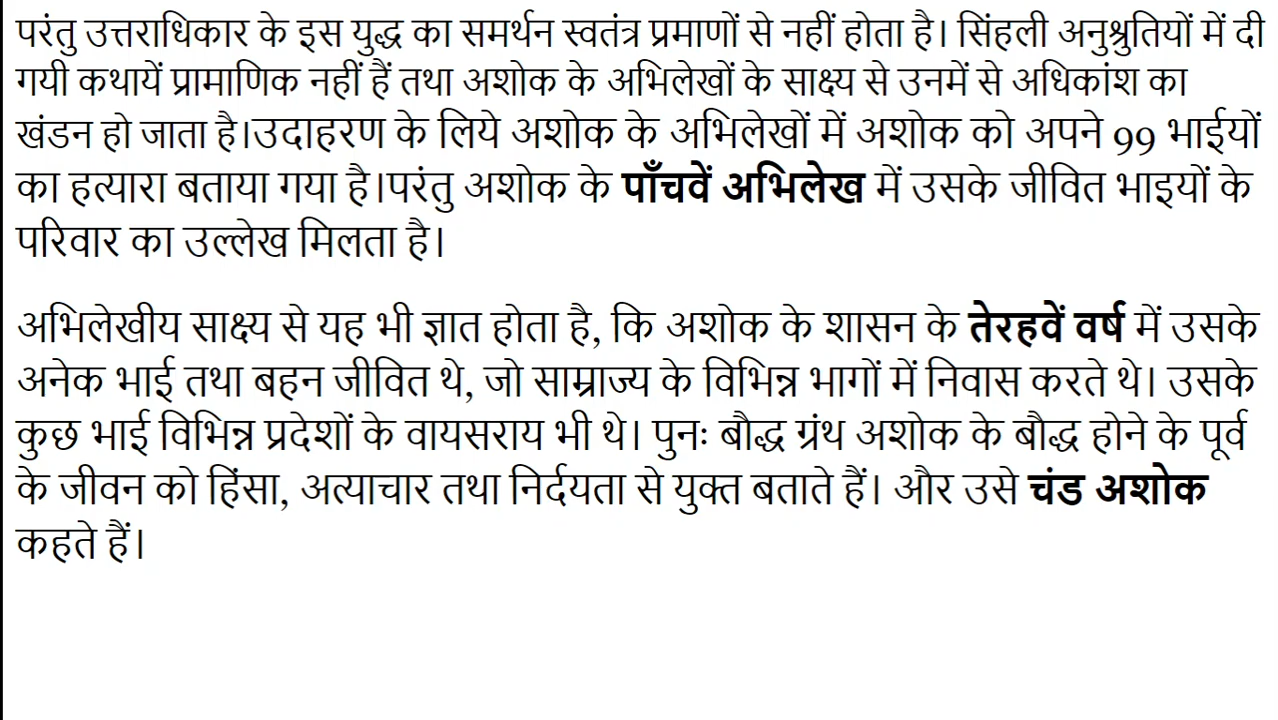 परंतु उत्तराधिकार के इस युद्ध का समर्थन स्वतंत्र प्रमाणों से नहीं होता है। सिंहली अनुश्रुतियों में दी
गयी कथायें प्रामाणिक नहीं हैं तथा अशोक के अभिलेखों के साक्ष्य से उनमें से अधिकांश का
खंडन हो जाता है।उदाहरण के लिये अशोक के अभिलेखों में अशोक को अपने 99 भाईयों
का हत्यारा बताया गया है।परंतु अशोक के पाँचवें अभिलेख में उसके जीवित भाइयों के
परिवार का उल्लेख मिलता है।
अभिलेखीय साक्ष्य से यह भी ज्ञात होता है, कि अशोक के शासन के तेरहवें वर्ष में उसके
अनेक भाई तथा बहन जीवित थे, जो साम्राज्य के विभिन्न भागों में निवास करते थे। उसके
कुछ भाई विभिन्न प्रदेशों के वायसराय भी थे। पुनः बौद्ध ग्रंथ अशोक के बौद्ध होने के पूर्व
के जीवन को हिंसा, अत्याचार तथा निर्दयता से युक्त बताते हैं। और उसे चंड अशोक
कहते हैं।